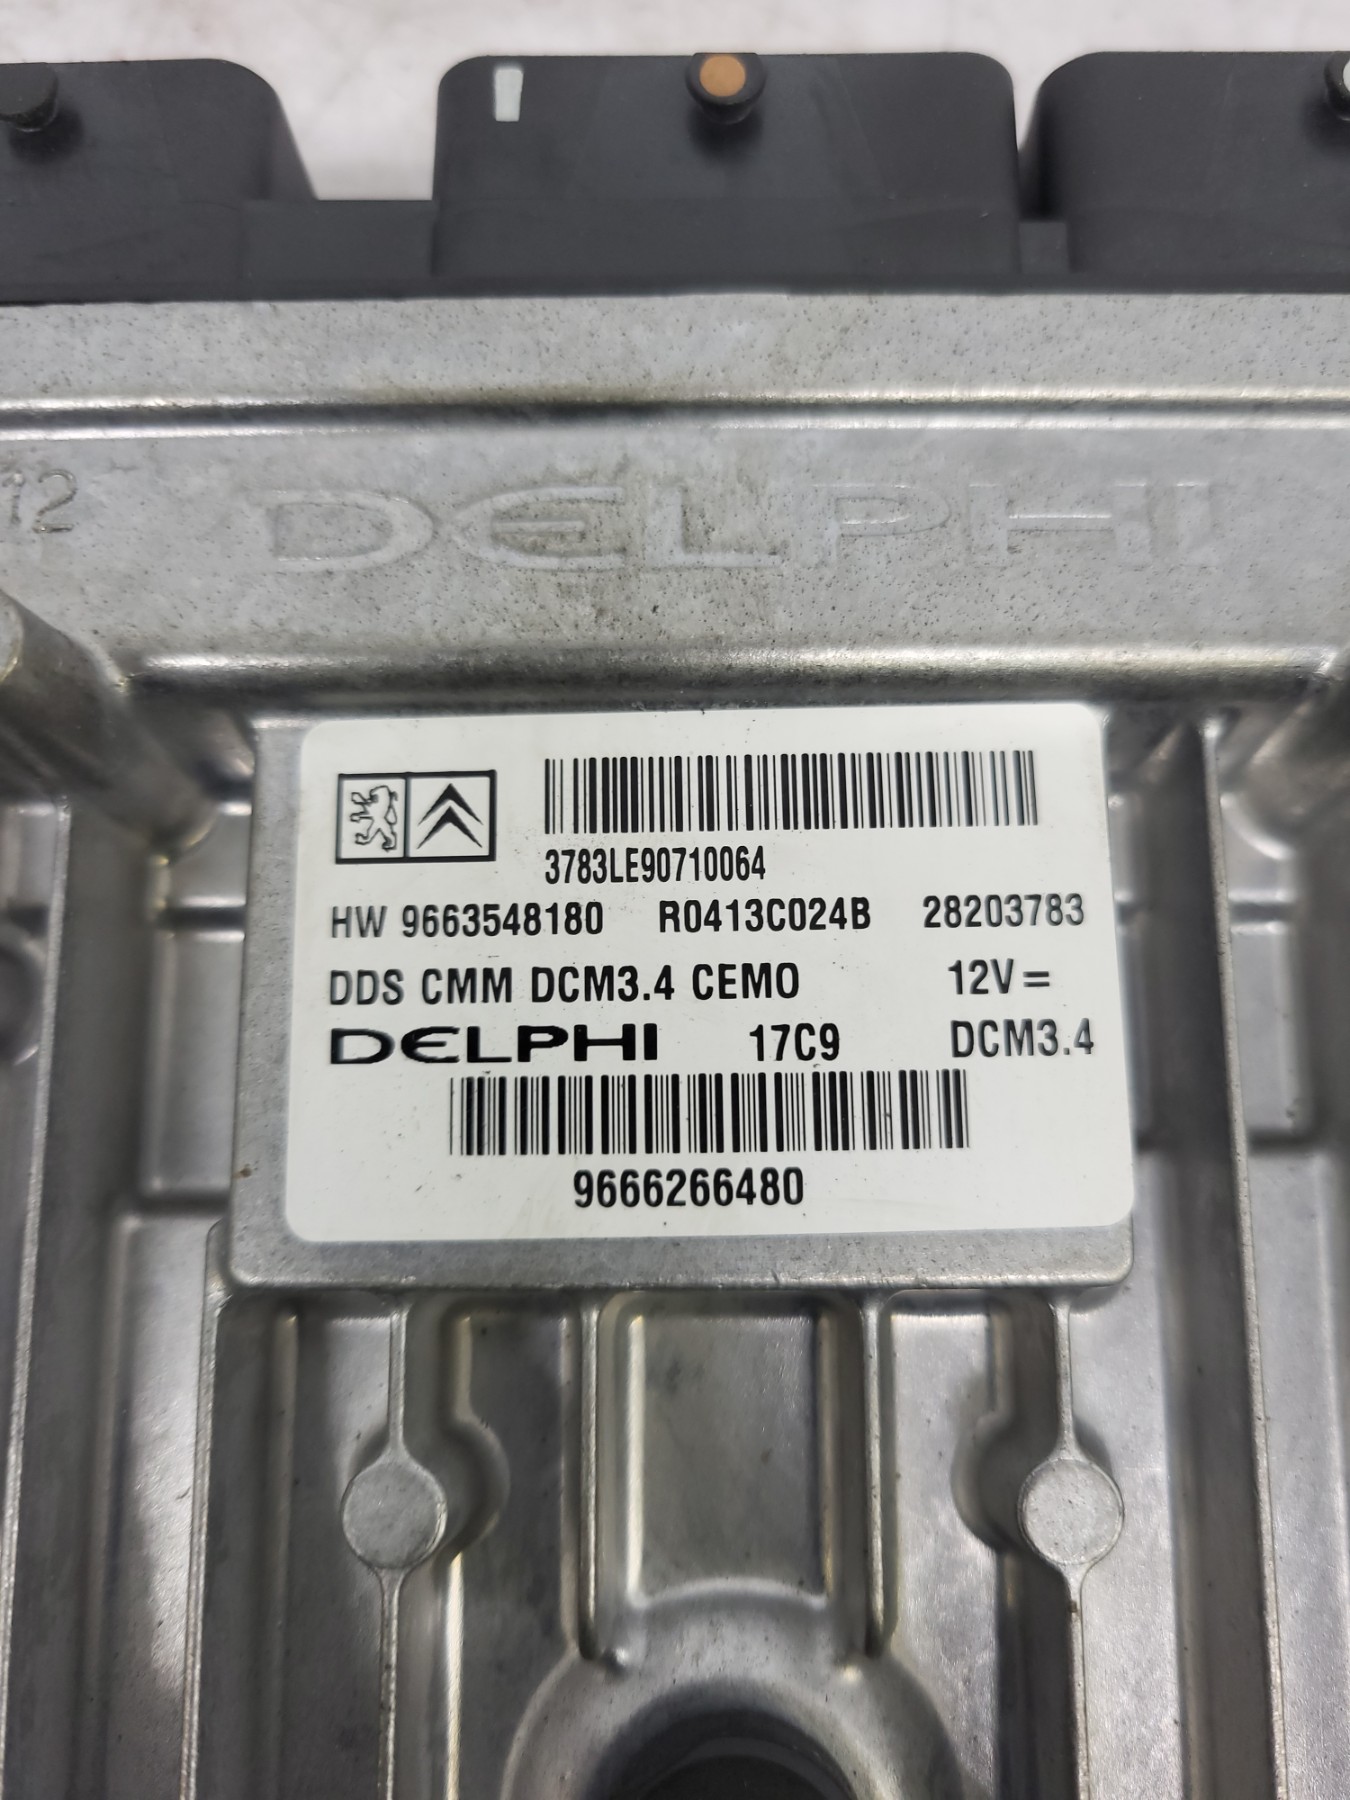 12
DELPHI
3783LE90710064
HW 9663548180 R0413C024B 28203783
DDS CMM DCM3.4 CEMO 12V=
DELPHI 17C9 DCM3.4
9666266480